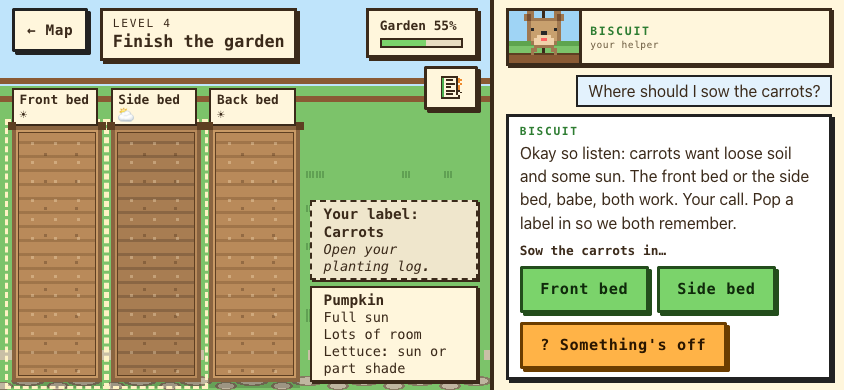 ← Map
LEVEL 4
Finish the garden
Garden 55%
Front bed
Side bed
Back bed
Your label:
Carrots
Open your
planting log.
Pumpkin
Full sun
Lots of room
Lettuce: sun or
part shade
BISCUIT
your helper
Where should I sow the carrots?
BISCUIT
Okay so listen: carrots want loose soil
and some sun. The front bed or the side
bed, babe, both work. Your call. Pop a
label in so we both remember.
Sow the carrots in…
Front bed
Side bed
? Something's off